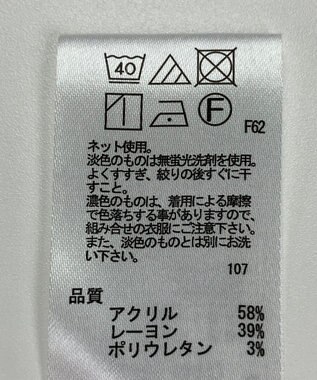 40
F
F62
ネット使用。
淡色のものは無蛍光洗剤を使用。
よくすすぎ、絞りの後すぐに干
すこと。
濃色のものは、着用による摩擦
で色落ちする事がありますので、
組み合せの衣服にご注意下さい。
また、淡色のものとは別にお洗
い下さい。
107
品質
アクリル 58%
レーヨン 39%
ポリウレタン 3%